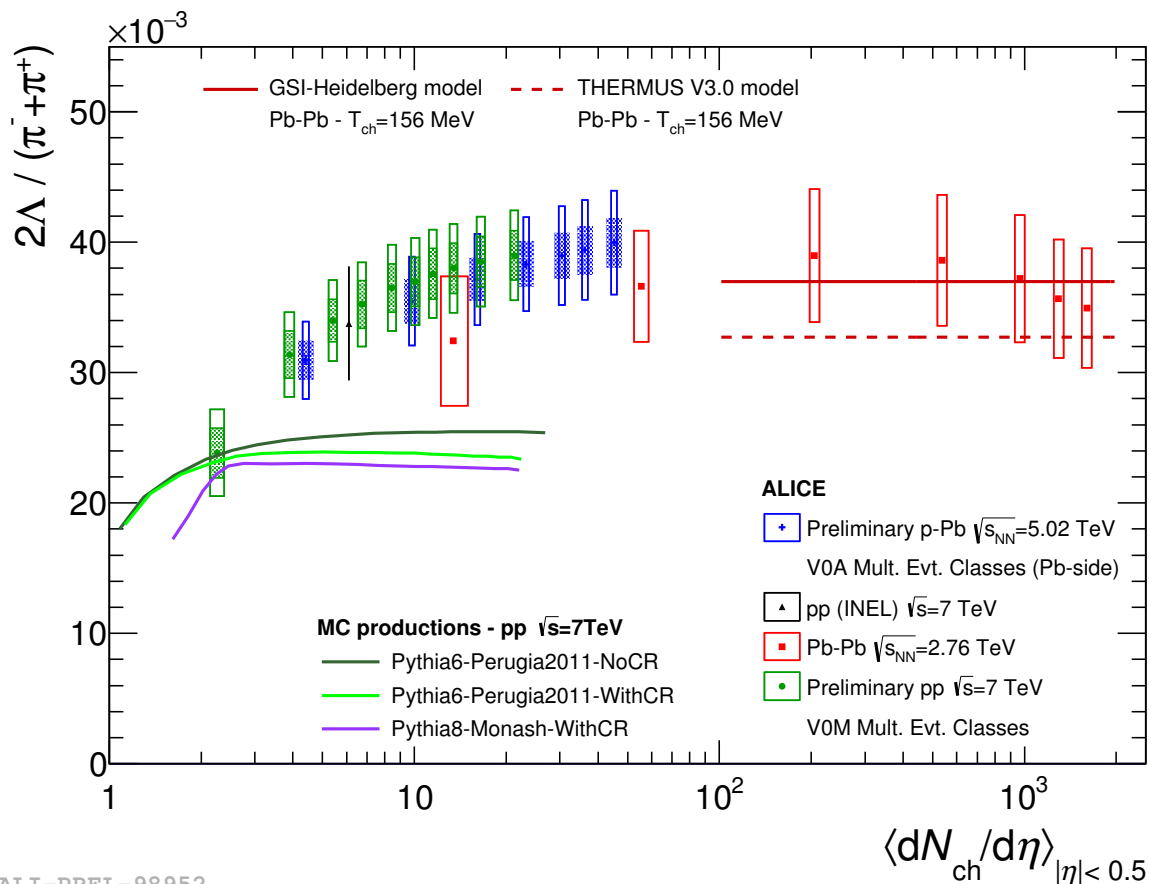 ×10⁻³
2Λ / (π⁻+π⁺)
GSI-Heidelberg model
Pb-Pb - T_ch=156 MeV
THERMUS V3.0 model
Pb-Pb - T_ch=156 MeV
50
40
30
20
10
0
ALICE
Preliminary p-Pb √s_NN=5.02 TeV
V0A Mult. Evt. Classes (Pb-side)
pp (INEL) √s=7 TeV
Pb-Pb √s_NN=2.76 TeV
Preliminary pp √s=7 TeV
V0M Mult. Evt. Classes
MC productions - pp √s=7TeV
Pythia6-Perugia2011-NoCR
Pythia6-Perugia2011-WithCR
Pythia8-Monash-WithCR
1
10
10²
10³
⟨dN_ch/dη⟩_|η|< 0.5